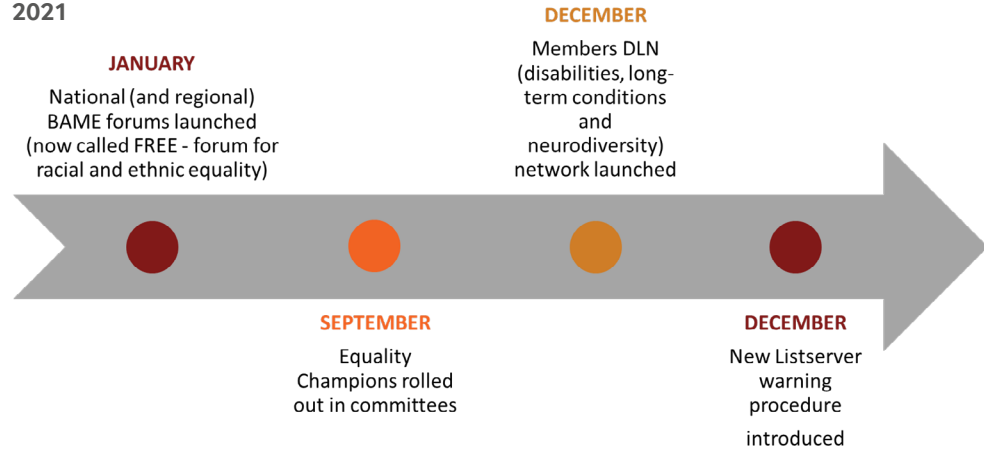 2021
JANUARY
National (and regional)
BAME forums launched
(now called FREE - forum for
racial and ethnic equality)
SEPTEMBER
Equality
Champions rolled
out in committees
DECEMBER
Members DLN
(disabilities, long-
term conditions
and
neurodiversity)
network launched
DECEMBER
New Listserver
warning
procedure
introduced